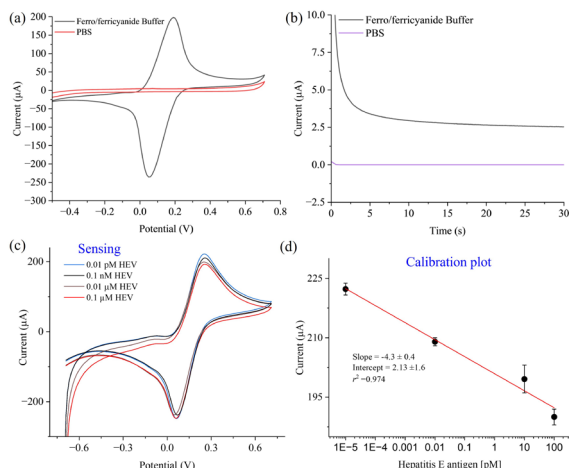 (a)
Ferro/ferricyanide Buffer
PBS
200
150
100
50
0
-50
-100
-150
-200
-250
-300
Current (µA)
-0.4 -0.2 0.0 0.2 0.4 0.6 0.8
Potential (V)
(b)
Ferro/ferricyanide Buffer
PBS
10.0
7.5
5.0
2.5
0.0
-2.5
Current (µA)
0 5 10 15 20 25 30
Time (s)
(c)
Sensing
0.01 pM HEV
0.1 nM HEV
0.01 µM HEV
0.1 µM HEV
200
0
-200
Current (µA)
-0.6 -0.3 0.0 0.3 0.6
Potential (V)
(d)
Calibration plot
225
210
195
Current (µA)
Slope = -4.3 ± 0.4
Intercept = 2.13 ±1.6
r² =0.974
1E-5 1E-4 0.001 0.01 0.1 1 10 100
Hepatitis E antigen [pM]